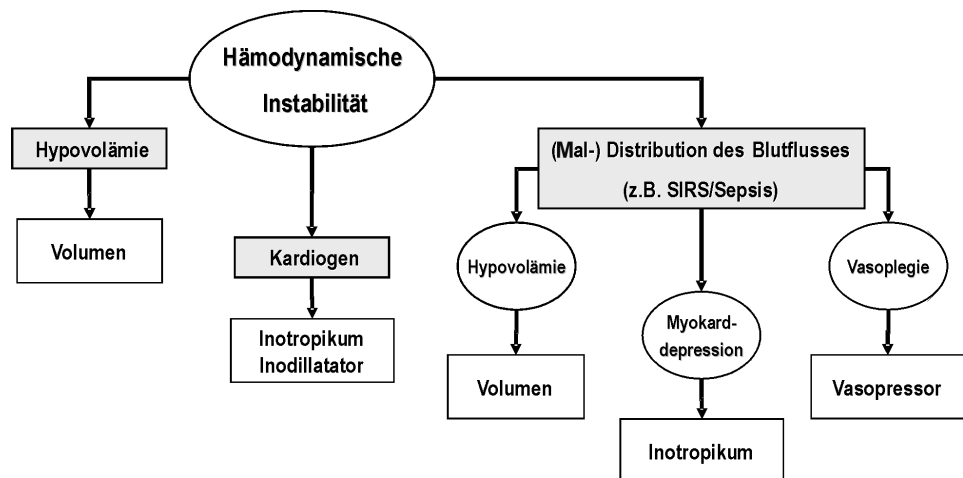 Hämodynamische
Instabilität
Hypovolämie
Volumen
Kardiogen
Inotropikum
Inodillatator
(Mal-) Distribution des Blutflusses
(z.B. SIRS/Sepsis)
Hypovolämie
Volumen
Myokard-
depression
Inotropikum
Vasoplegie
Vasopressor